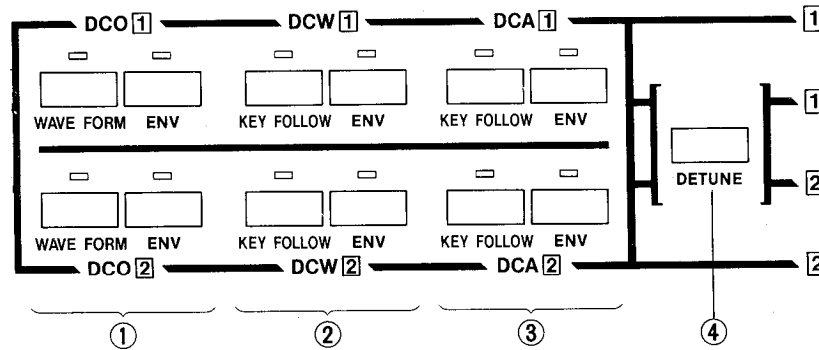 DCO 1 DCW 1 DCA 1 1
WAVE FORM ENV KEY FOLLOW ENV KEY FOLLOW ENV 1
DETUNE 2
WAVE FORM ENV KEY FOLLOW ENV KEY FOLLOW ENV
DCO 2 DCW 2 DCA 2 2
① ② ③ ④